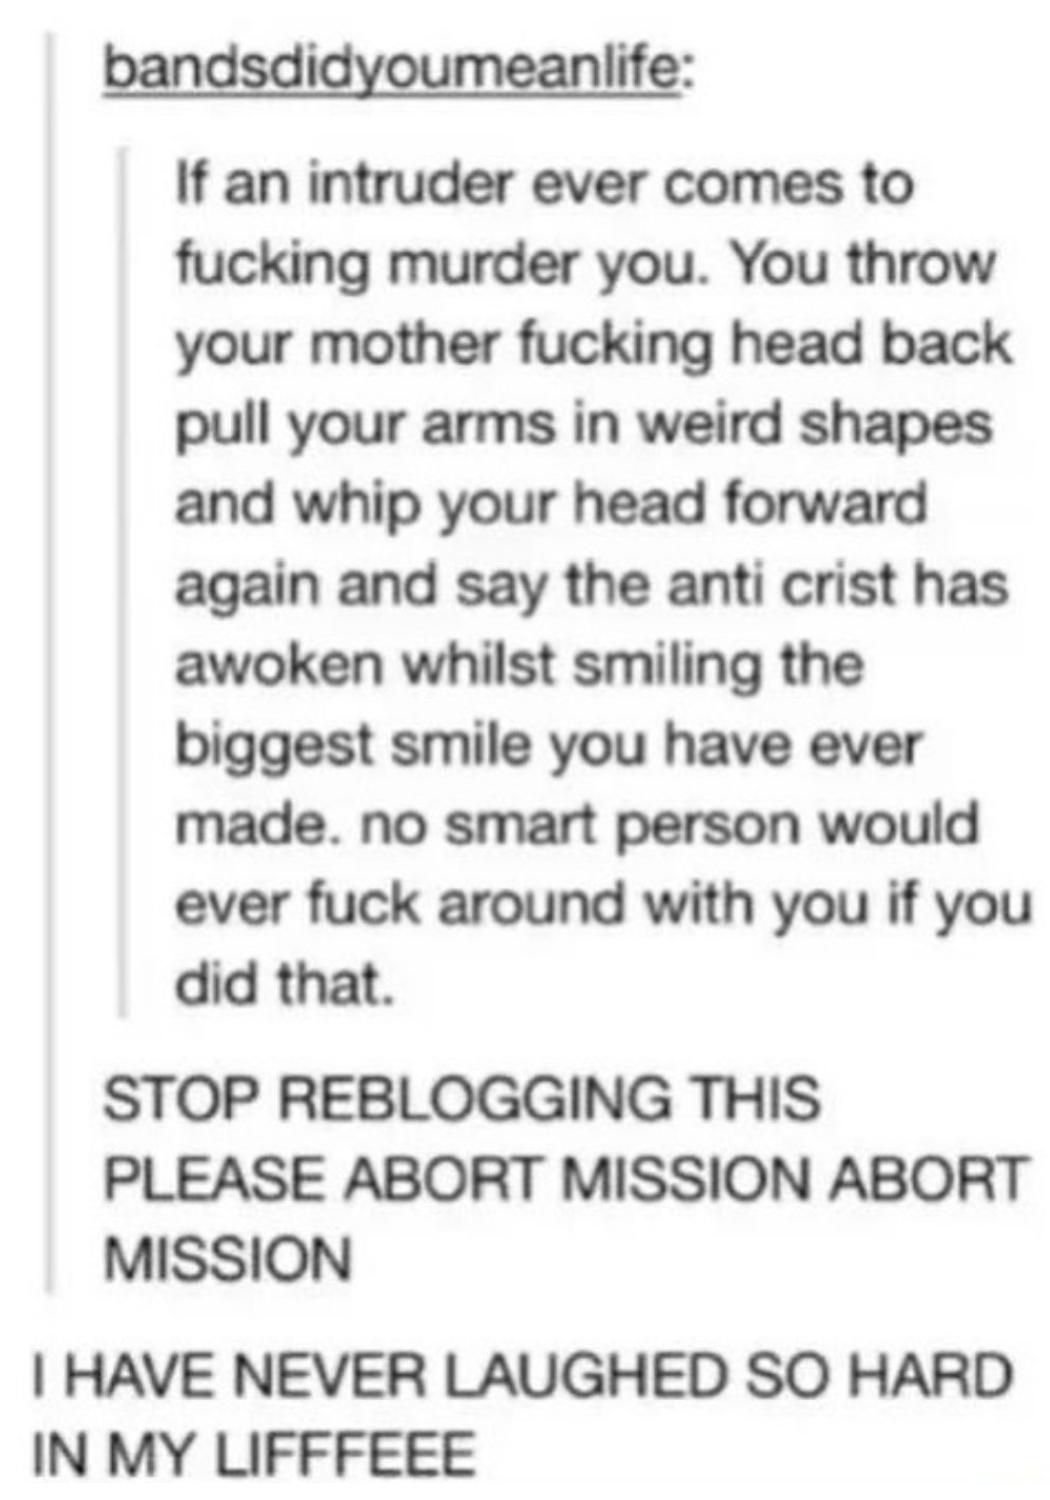 bandsdidyoumeanlife:
If an intruder ever comes to
fucking murder you. You throw
your mother fucking head back
pull your arms in weird shapes
and whip your head forward
again and say the anti crist has
awoken whilst smiling the
biggest smile you have ever
made. no smart person would
ever fuck around with you if you
did that.
STOP REBLOGGING THIS
PLEASE ABORT MISSION ABORT
MISSION
I HAVE NEVER LAUGHED SO HARD
IN MY LIFFFEEE